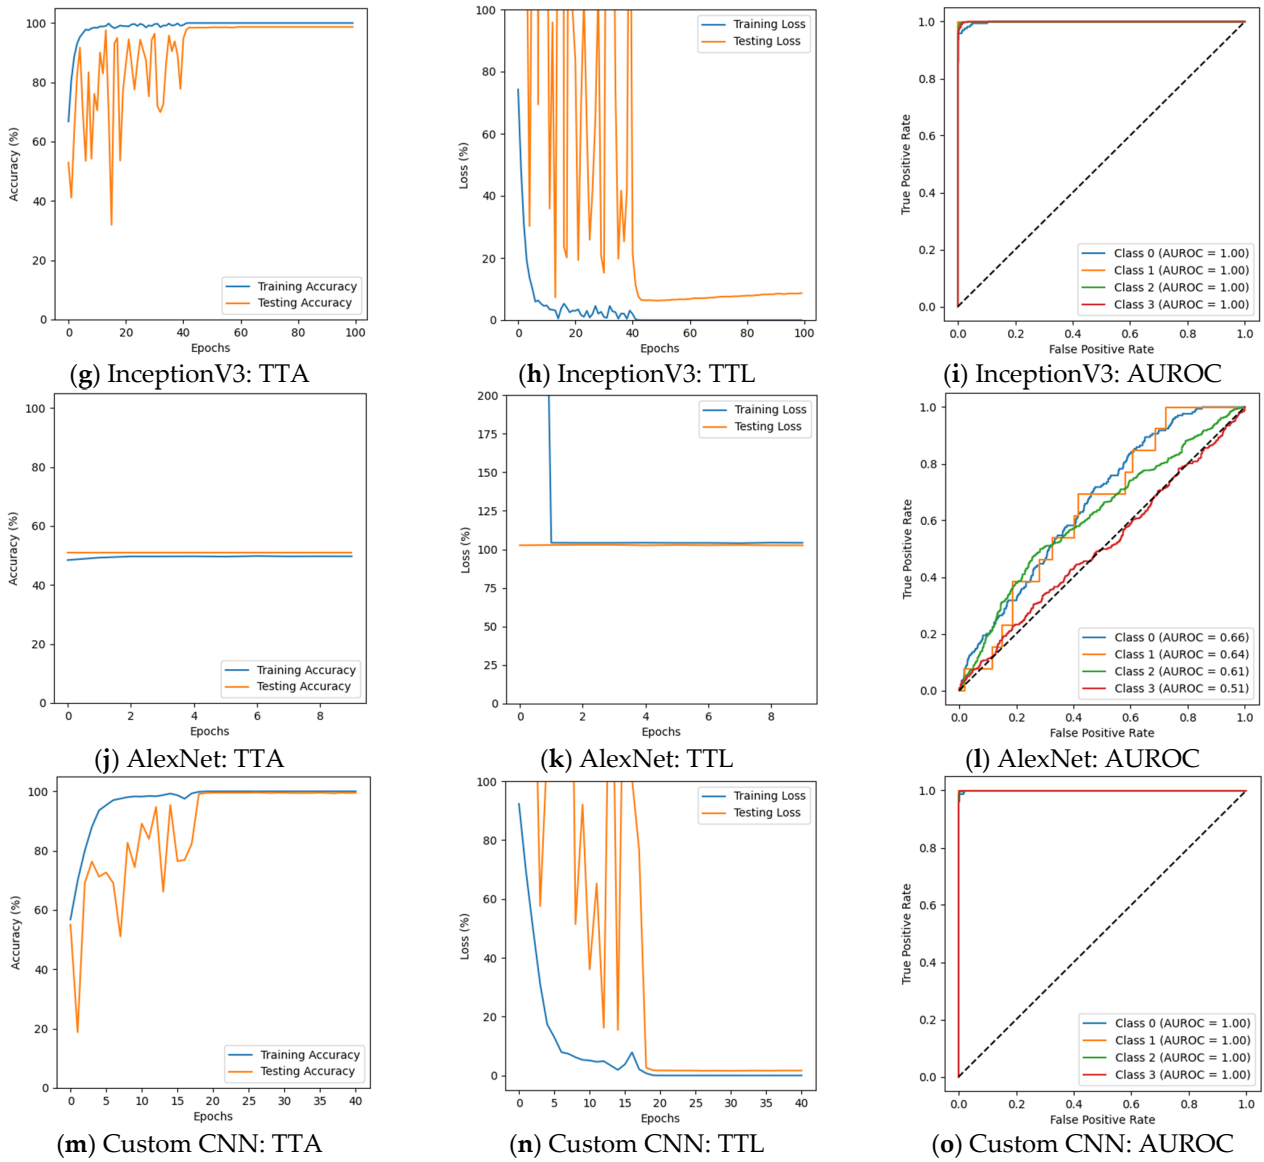 100
80
60
40
20
0
Accuracy (%)
Training Accuracy
Testing Accuracy
0 20 40 60 80 100
Epochs
(g) InceptionV3: TTA
100
80
60
40
20
0
Loss (%)
Training Loss
Testing Loss
0 20 40 60 80 100
Epochs
(h) InceptionV3: TTL
1.0
0.8
0.6
0.4
0.2
0.0
True Positive Rate
Class 0 (AUROC = 1.00)
Class 1 (AUROC = 1.00)
Class 2 (AUROC = 1.00)
Class 3 (AUROC = 1.00)
0.0 0.2 0.4 0.6 0.8 1.0
False Positive Rate
(i) InceptionV3: AUROC
100
80
60
40
20
0
Accuracy (%)
Training Accuracy
Testing Accuracy
0 2 4 6 8
Epochs
(j) AlexNet: TTA
200
175
150
125
100
75
50
25
0
Loss (%)
Training Loss
Testing Loss
0 2 4 6 8
Epochs
(k) AlexNet: TTL
1.0
0.8
0.6
0.4
0.2
0.0
True Positive Rate
Class 0 (AUROC = 0.66)
Class 1 (AUROC = 0.64)
Class 2 (AUROC = 0.61)
Class 3 (AUROC = 0.51)
0.0 0.2 0.4 0.6 0.8 1.0
False Positive Rate
(l) AlexNet: AUROC
100
80
60
40
20
0
Accuracy (%)
Training Accuracy
Testing Accuracy
0 5 10 15 20 25 30 35 40
Epochs
(m) Custom CNN: TTA
100
80
60
40
20
0
Loss (%)
Training Loss
Testing Loss
0 5 10 15 20 25 30 35 40
Epochs
(n) Custom CNN: TTL
1.0
0.8
0.6
0.4
0.2
0.0
True Positive Rate
Class 0 (AUROC = 1.00)
Class 1 (AUROC = 1.00)
Class 2 (AUROC = 1.00)
Class 3 (AUROC = 1.00)
0.0 0.2 0.4 0.6 0.8 1.0
False Positive Rate
(o) Custom CNN: AUROC